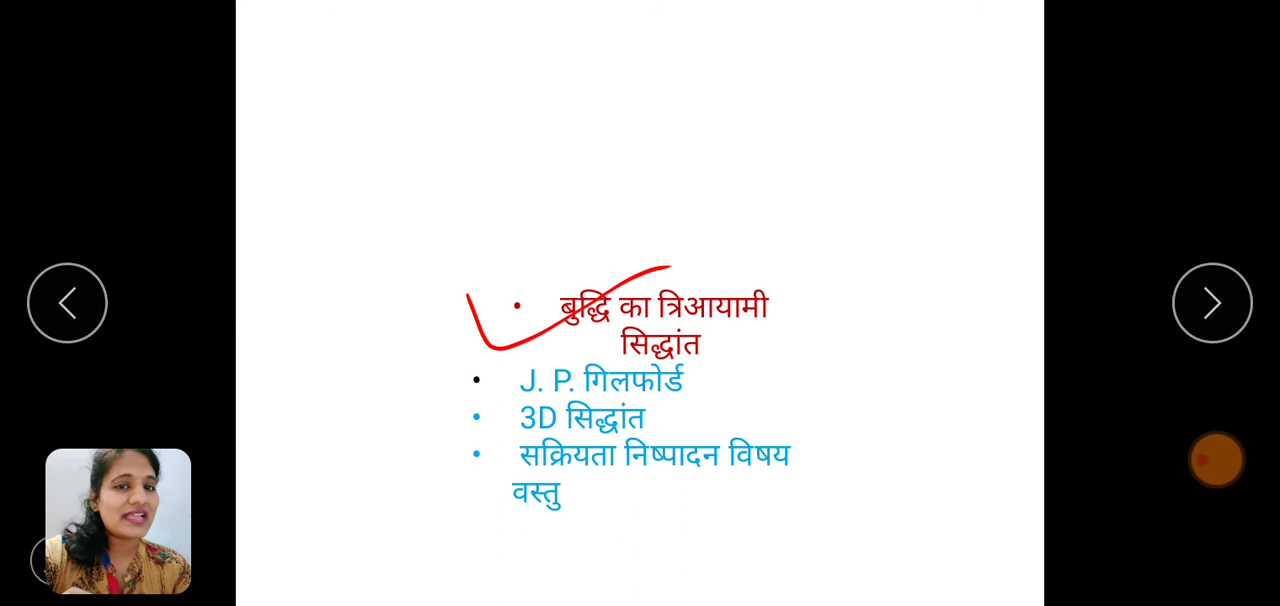 • बुद्धि का त्रिआयामी
सिद्धांत
• J. P. गिलफोर्ड
• 3D सिद्धांत
• सक्रियता निष्पादन विषय
वस्तु